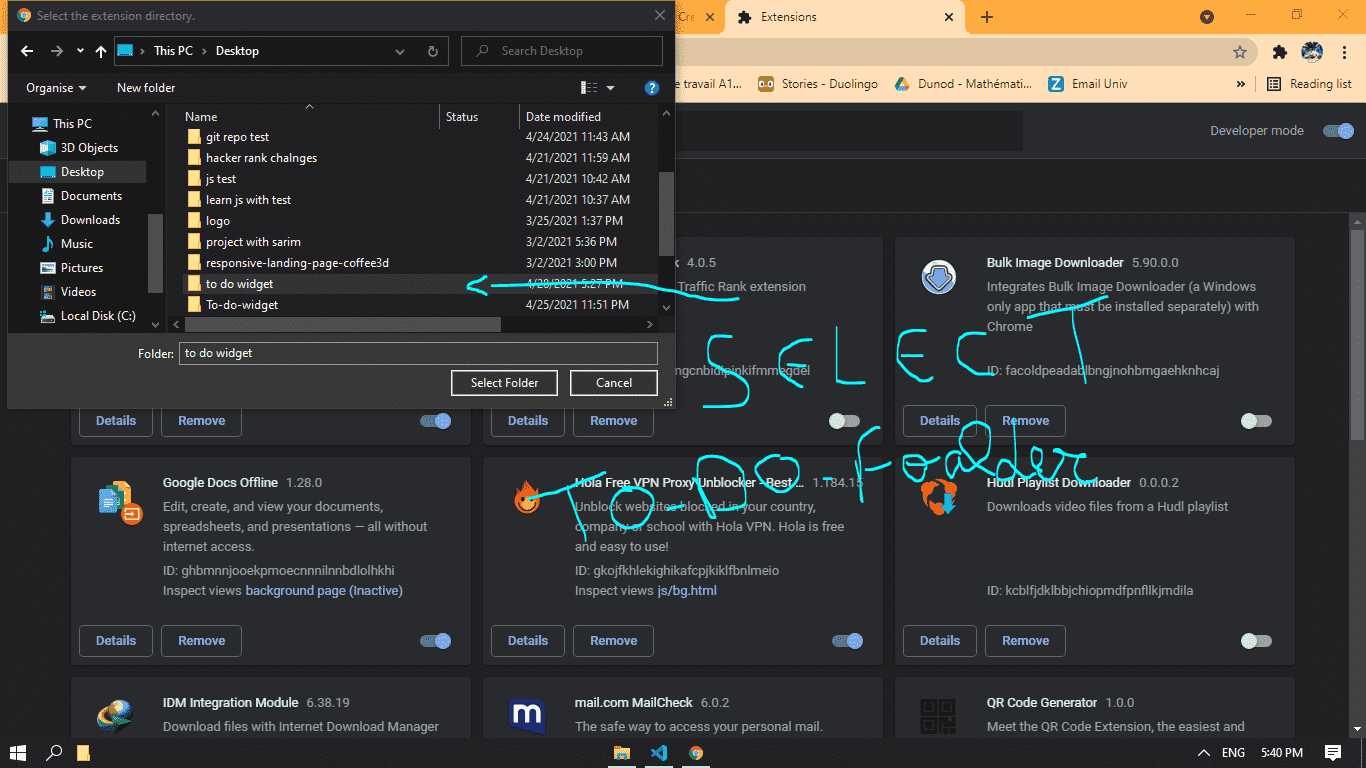 Select the extension directory.
Cre
Extensions
This PC > Desktop
Search Desktop
Organise
New folder
e travail A1...
Stories - Duolingo
Dunod - Mathémati...
Email Univ
»
Reading list
Name
Status
Date modified
This PC
3D Objects
Desktop
Documents
Downloads
Music
Pictures
Videos
Local Disk (C:)
git repo test 4/24/2021 11:43 AM
hacker rank chalnges 4/21/2021 11:59 AM
js test 4/21/2021 10:42 AM
learn js with test 4/21/2021 10:37 AM
logo 3/25/2021 1:37 PM
project with sarim 3/2/2021 5:36 PM
responsive-landing-page-coffee3d 3/2/2021 3:00 PM
to do widget 4/28/2021 5:27 PM
To-do-widget 4/25/2021 11:51 PM
Folder: to do widget
Select Folder
Cancel
Developer mode
k 4.0.5
Traffic Rank extension
Details
Remove
Details
Remove
Bulk Image Downloader 5.90.0.0
Integrates Bulk Image Downloader (a Windows
only app that must be installed separately) with
Chrome
ID: facoldpeadablbngjnohbmgaehknhcaj
Details
Remove
SELECT
TO DO-foalder
Google Docs Offline 1.28.0
Edit, create, and view your documents,
spreadsheets, and presentations — all without
internet access.
ID: ghbmnnjooekpmoecnnnilnnbdlolhkhi
Inspect views background page (Inactive)
Details
Remove
Hola Free VPN Proxy Unblocker - Best... 1.184.15
Unblock websites blocked in your country,
company or school with Hola VPN. Hola is free
and easy to use!
ID: gkojfkhlekighikafcpjkiklfbnlmeio
Inspect views js/bg.html
Details
Remove
Hudl Playlist Downloader 0.0.0.2
Downloads video files from a Hudl playlist
ID: kcblfjdklbbjchiopmdfpnfllkjmdila
Details
Remove
IDM Integration Module 6.38.19
Download files with Internet Download Manager
mail.com MailCheck 6.0.2
The safe way to access your personal mail.
QR Code Generator 1.0.0
Meet the QR Code Extension, the easiest and
ENG
5:40 PM